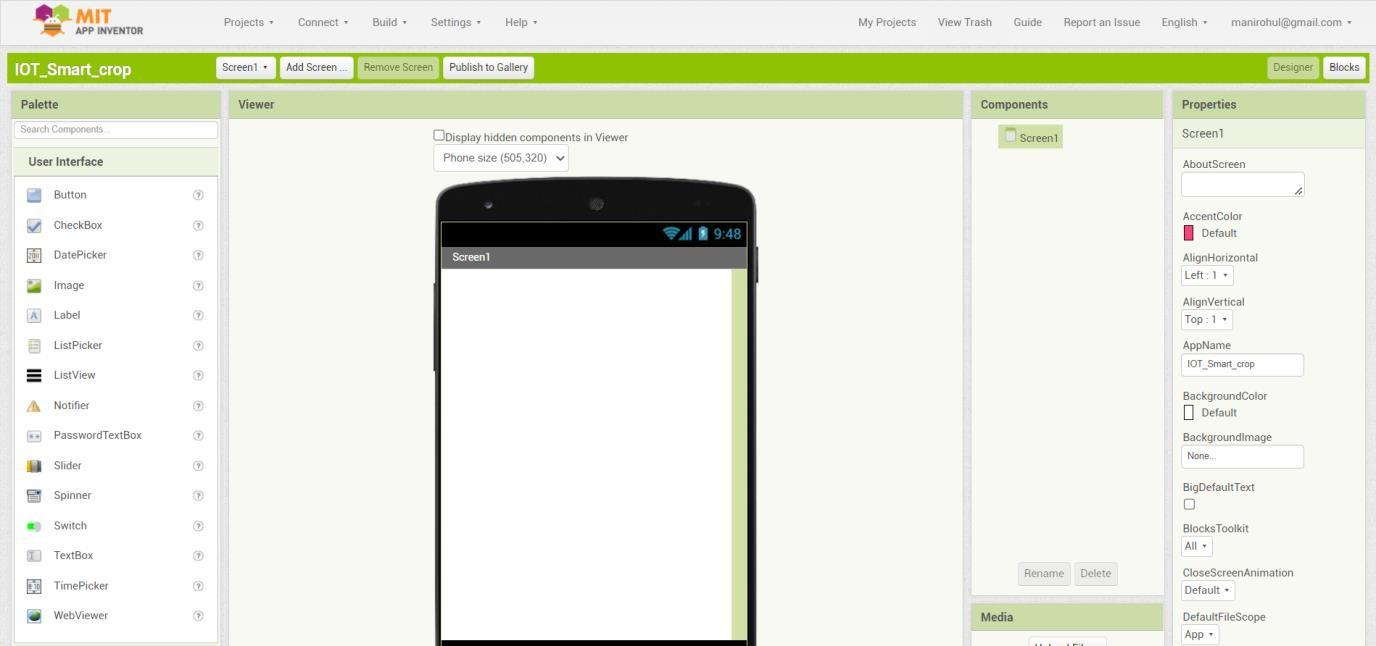 MIT
APP INVENTOR
Projects
Connect
Build
Settings
Help
My Projects
View Trash
Guide
Report an Issue
English
manirohul@gmail.com
IOT_Smart_crop
Screen1
Add Screen ...
Remove Screen
Publish to Gallery
Designer
Blocks
Palette
Search Components...
User Interface
Button
CheckBox
DatePicker
Image
Label
ListPicker
ListView
Notifier
PasswordTextBox
Slider
Spinner
Switch
TextBox
TimePicker
WebViewer
Viewer
Display hidden components in Viewer
Phone size (505,320)
9:48
Screen1
Components
Screen1
Rename
Delete
Media
Properties
Screen1
AboutScreen
AccentColor
Default
AlignHorizontal
Left : 1
AlignVertical
Top : 1
AppName
IOT_Smart_crop
BackgroundColor
Default
BackgroundImage
None...
BigDefaultText
BlocksToolkit
All
CloseScreenAnimation
Default
DefaultFileScope
App